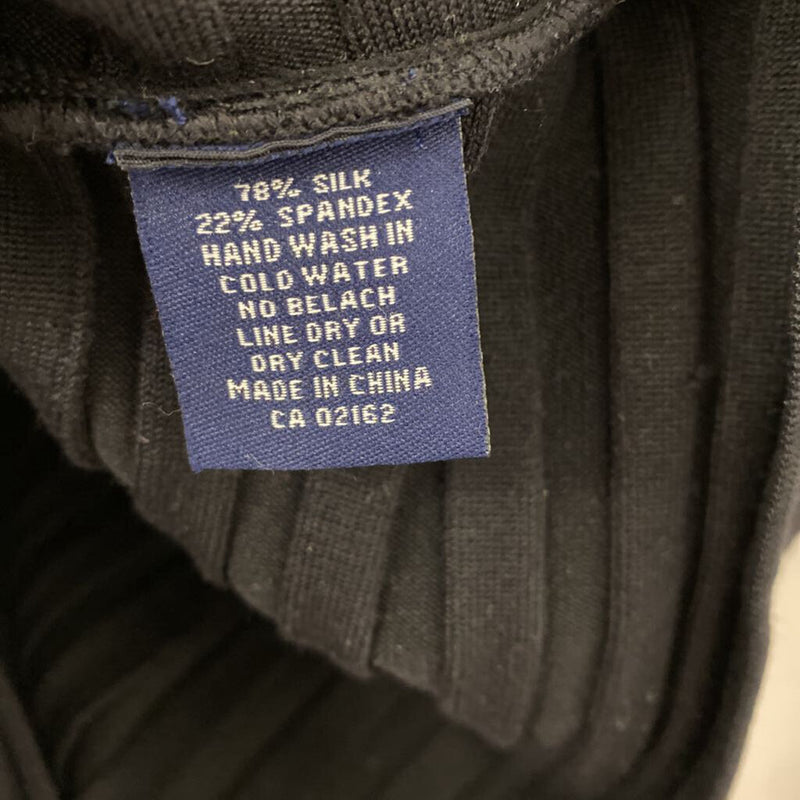 78% SILK
22% SPANDEX
HAND WASH IN
COLD WATER
NO BELACH
LINE DRY OR
DRY CLEAN
MADE IN CHINA
CA 02162